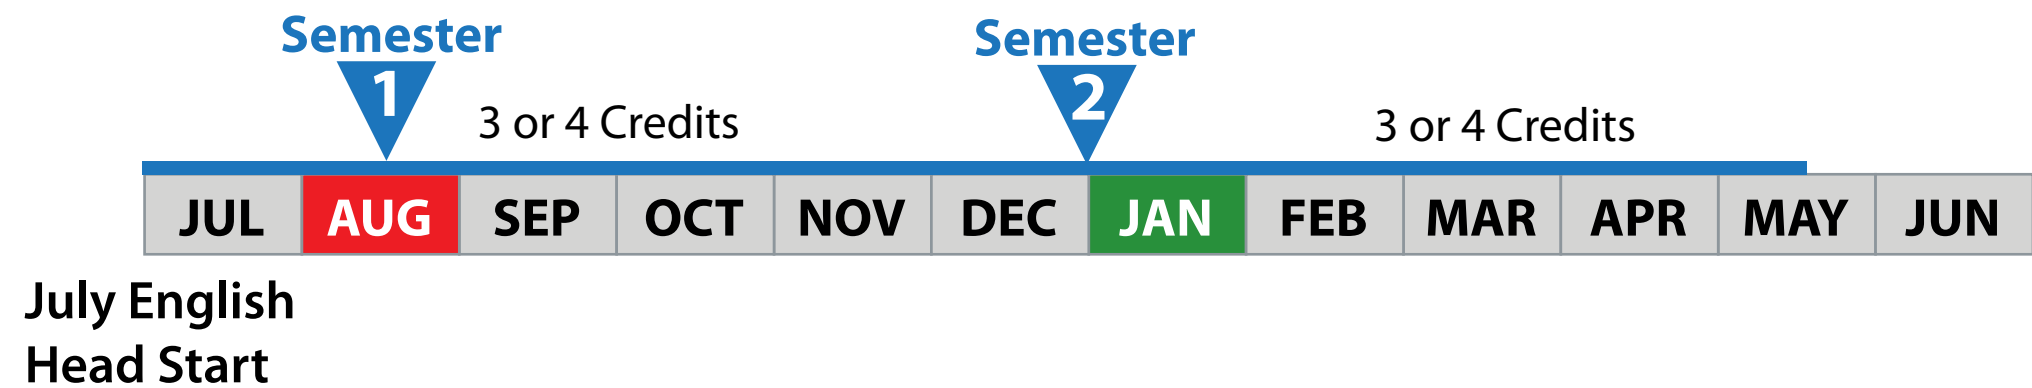 Semester
1
Semester
2
3 or 4 Credits
3 or 4 Credits
JUL AUG SEP OCT NOV DEC JAN FEB MAR APR MAY JUN
July English
Head Start